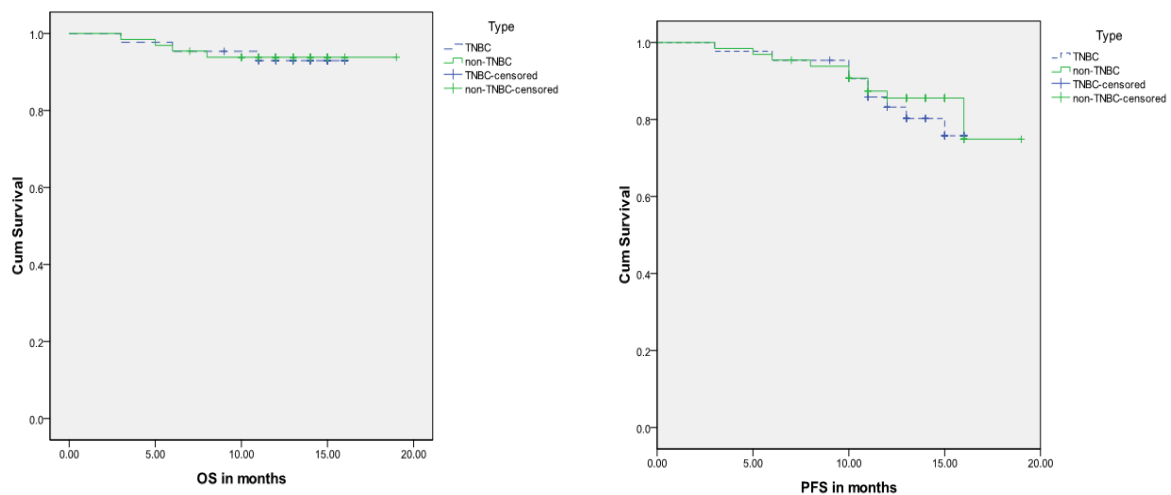 Type
TNBC
non-TNBC
TNBC-censored
non-TNBC-censored
1.0
0.8
0.6
0.4
0.2
0.0
Cum Survival
0.00
5.00
10.00
15.00
20.00
OS in months
Type
TNBC
non-TNBC
TNBC-censored
non-TNBC-censored
1.0
0.8
0.6
0.4
0.2
0.0
Cum Survival
0.00
5.00
10.00
15.00
20.00
PFS in months